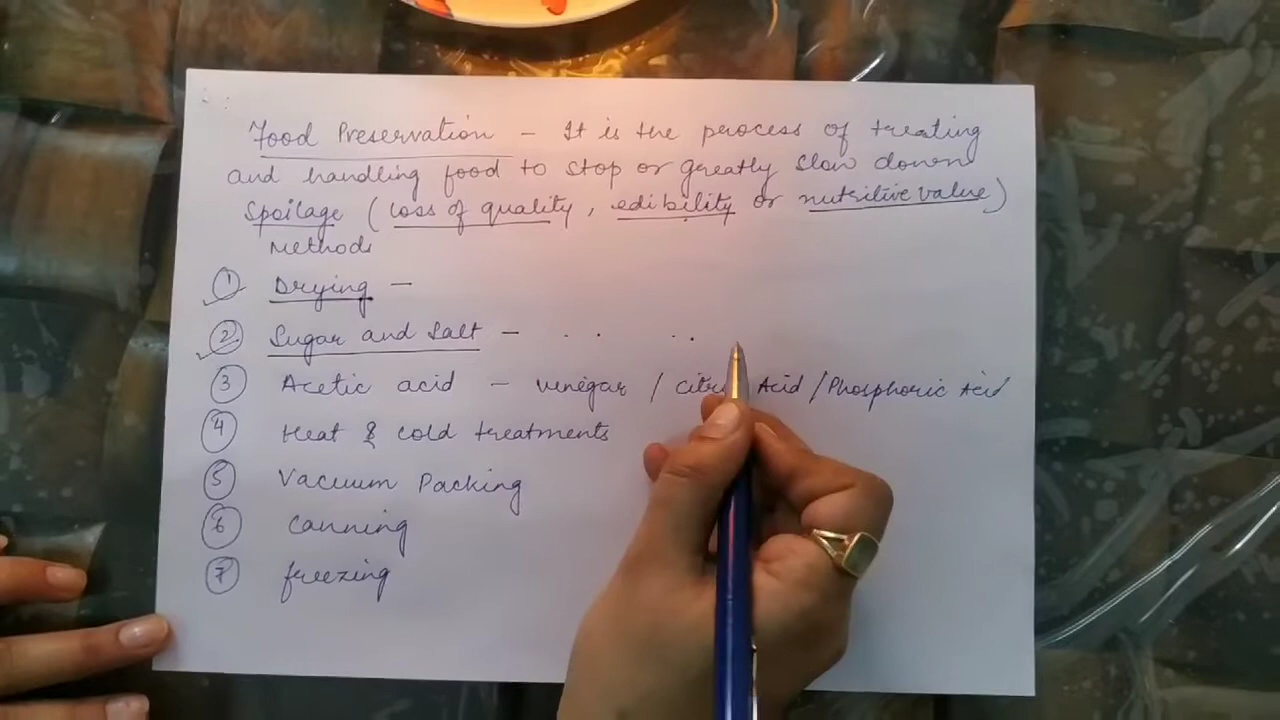 Food Preservation - It is the process of treating
and handling food to stop or greatly slow down
Spoilage (loss of quality, edibility or nutritive value)
Methods
① Drying -
② Sugar and Salt -
③ Acetic acid - venegar / Citric Acid / Phosphoric Acid
④ Heat & cold treatments
⑤ Vacuum Packing
⑥ Canning
⑦ freezing